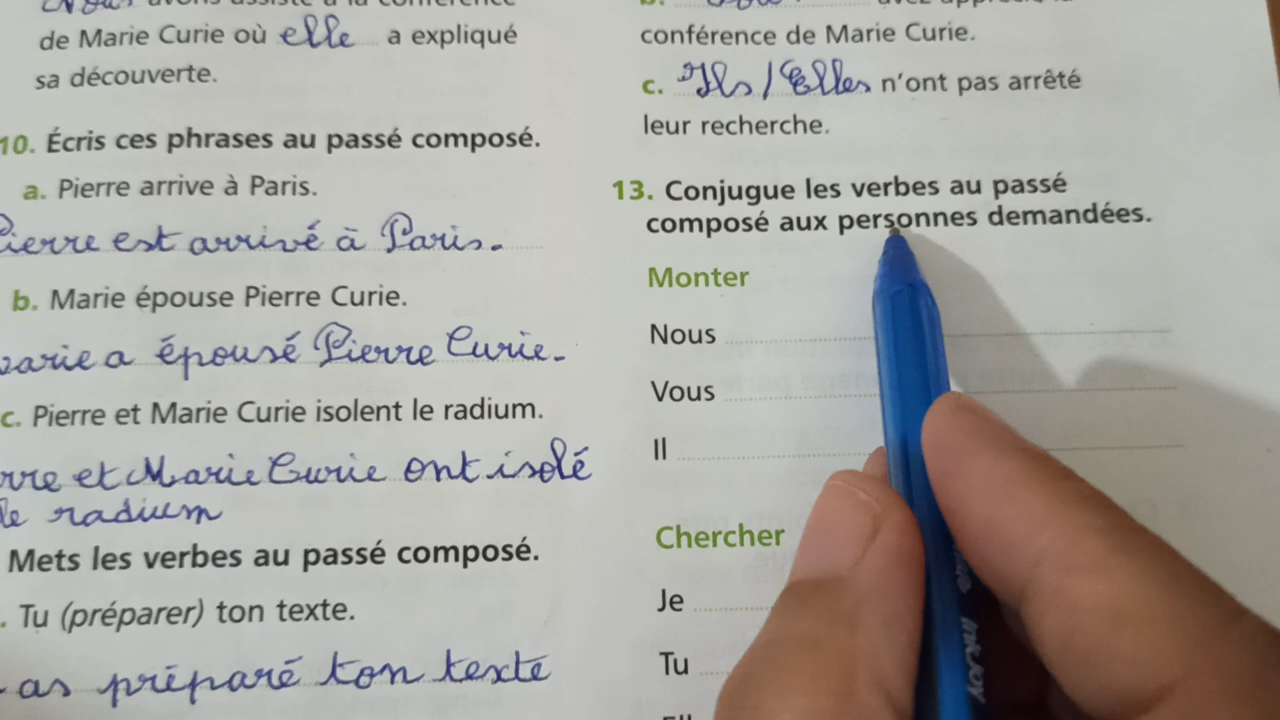 de Marie Curie où elle a expliqué
sa découverte.
10. Écris ces phrases au passé composé.
a. Pierre arrive à Paris.
Pierre est arrivé à Paris.
b. Marie épouse Pierre Curie.
a épousé Pierre Curie.
c. Pierre et Marie Curie isolent le radium.
et Marie Curie ont isolé
le radium
Mets les verbes au passé composé.
Tu (préparer) ton texte.
as préparé ton texte
conférence de Marie Curie.
c. Ils / Elles n'ont pas arrêté
leur recherche.
13. Conjugue les verbes au passé
composé aux personnes demandées.
Monter
Nous
Vous
Il
Chercher
Je
Tu